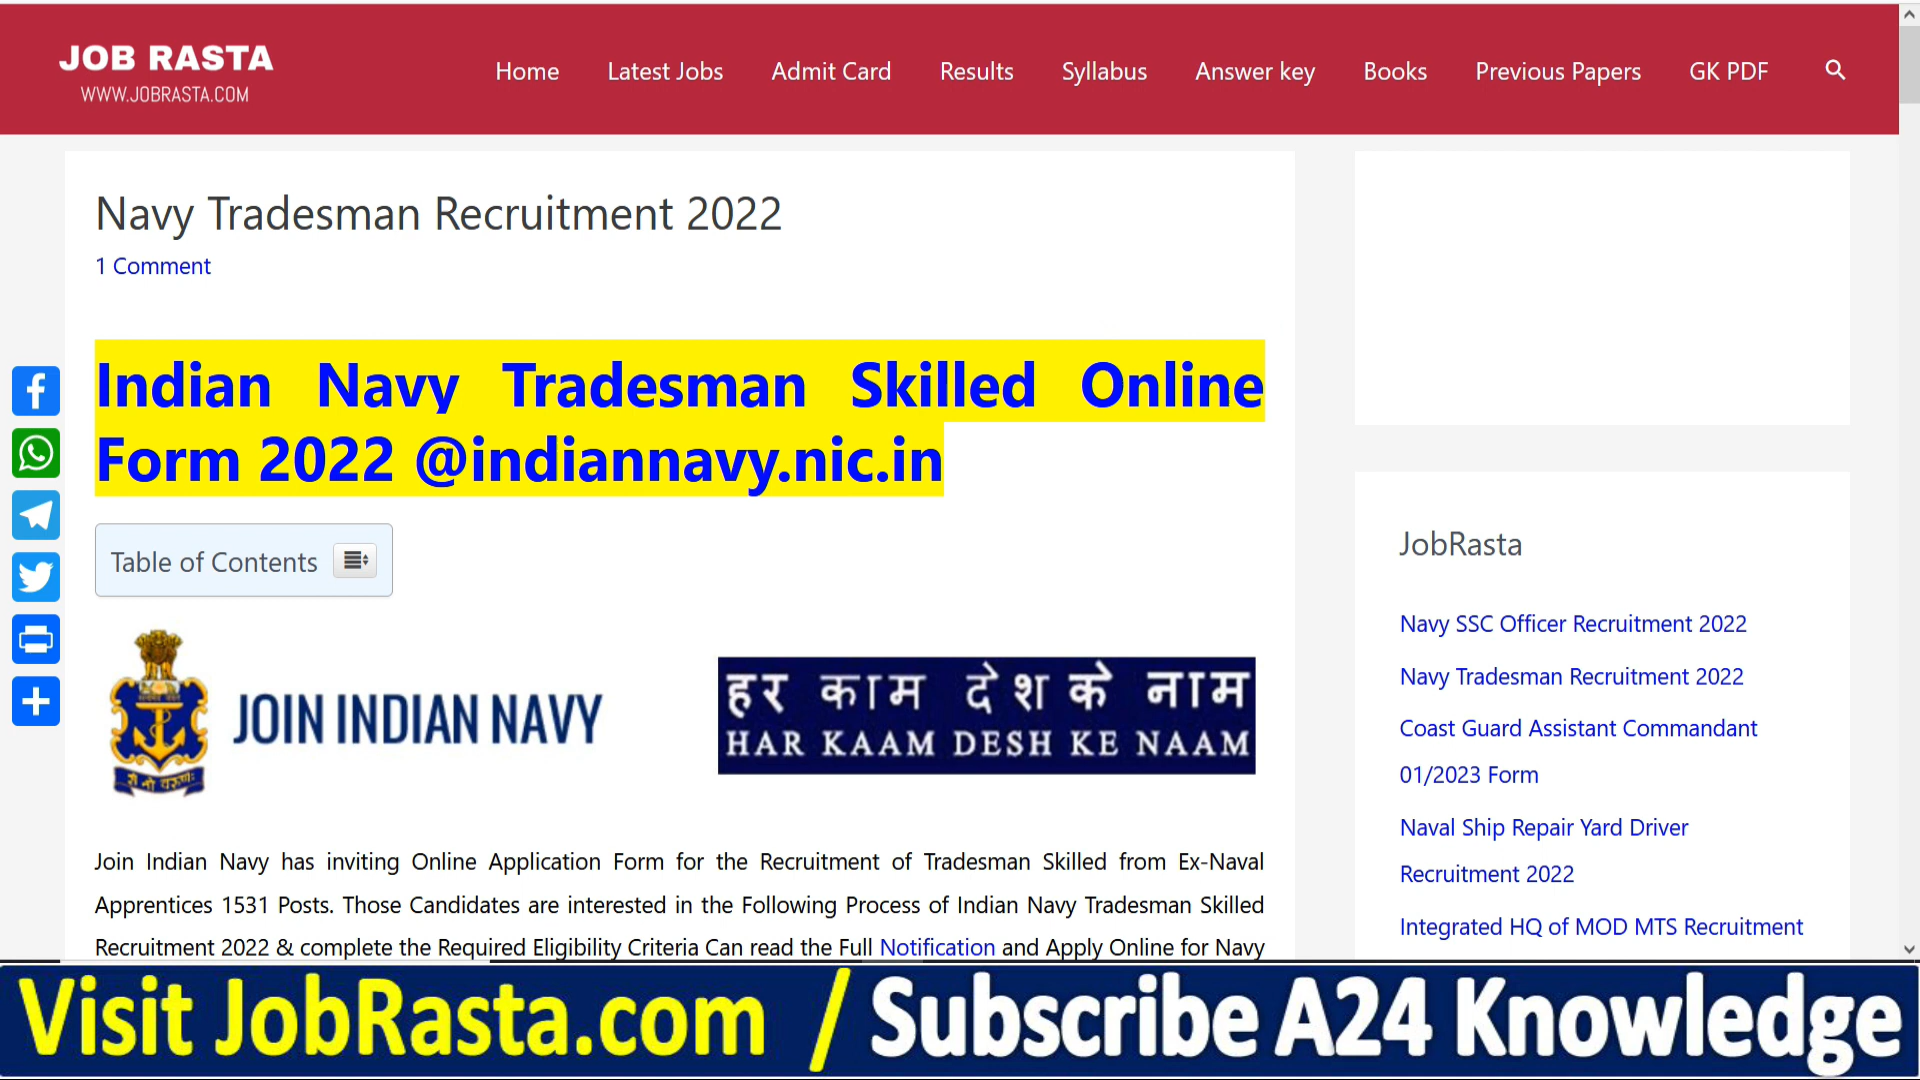 JOB RASTA
WWW.JOBRASTA.COM
Home Latest Jobs Admit Card Results Syllabus Answer key Books Previous Papers GK PDF
Navy Tradesman Recruitment 2022
1 Comment
Indian Navy Tradesman Skilled Online
Form 2022 @indiannavy.nic.in
Table of Contents
JOIN INDIAN NAVY
हर काम देश के नाम
HAR KAAM DESH KE NAAM
Join Indian Navy has inviting Online Application Form for the Recruitment of Tradesman Skilled from Ex-Naval
Apprentices 1531 Posts. Those Candidates are interested in the Following Process of Indian Navy Tradesman Skilled
Recruitment 2022 & complete the Required Eligibility Criteria Can read the Full Notification and Apply Online for Navy
JobRasta
Navy SSC Officer Recruitment 2022
Navy Tradesman Recruitment 2022
Coast Guard Assistant Commandant
01/2023 Form
Naval Ship Repair Yard Driver
Recruitment 2022
Integrated HQ of MOD MTS Recruitment
Visit JobRasta.com / Subscribe A24 Knowledge